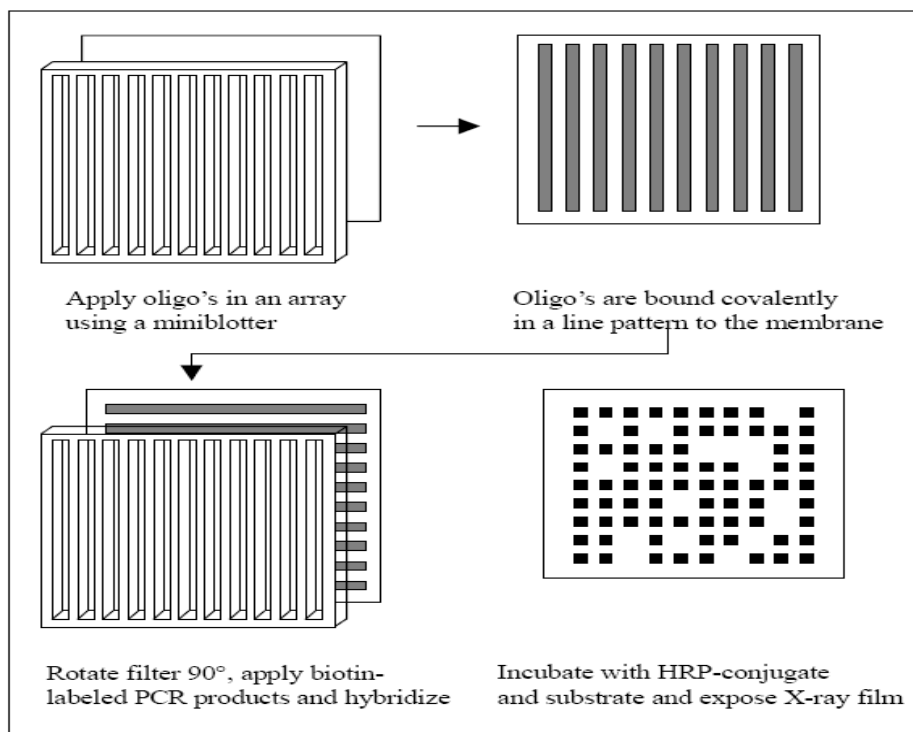 Apply oligo's in an array
using a miniblotter
Oligo's are bound covalently
in a line pattern to the membrane
Rotate filter 90°, apply biotin-
labeled PCR products and hybridize
Incubate with HRP-conjugate
and substrate and expose X-ray film